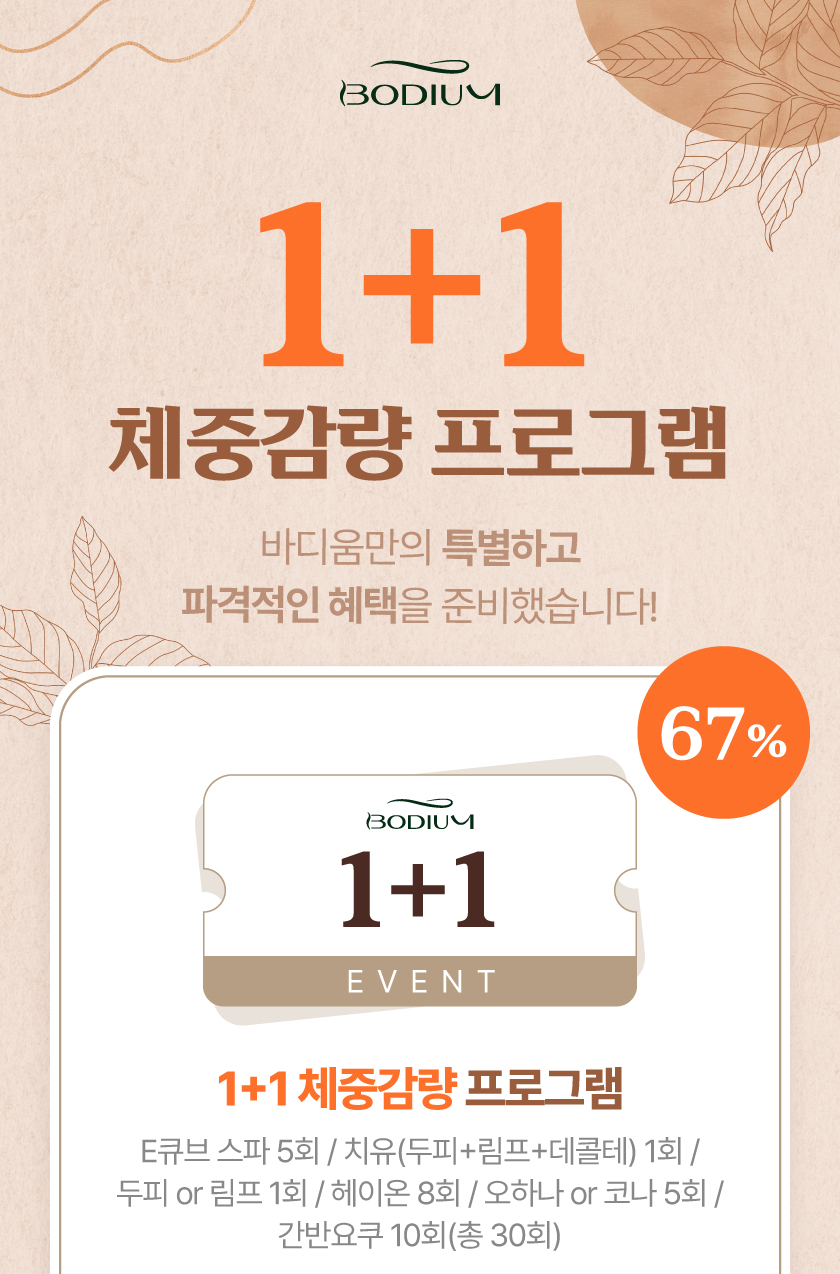 BODIUM
1+1
체중감량 프로그램
바디움만의 특별하고
파격적인 혜택을 준비했습니다!
67%
BODIUM
1+1
EVENT
1+1 체중감량 프로그램
E큐브 스파 5회 / 치유(두피+림프+데콜테) 1회 /
두피 or 림프 1회 / 헤이온 8회 / 오하나 or 코나 5회 /
간반요쿠 10회(총 30회)